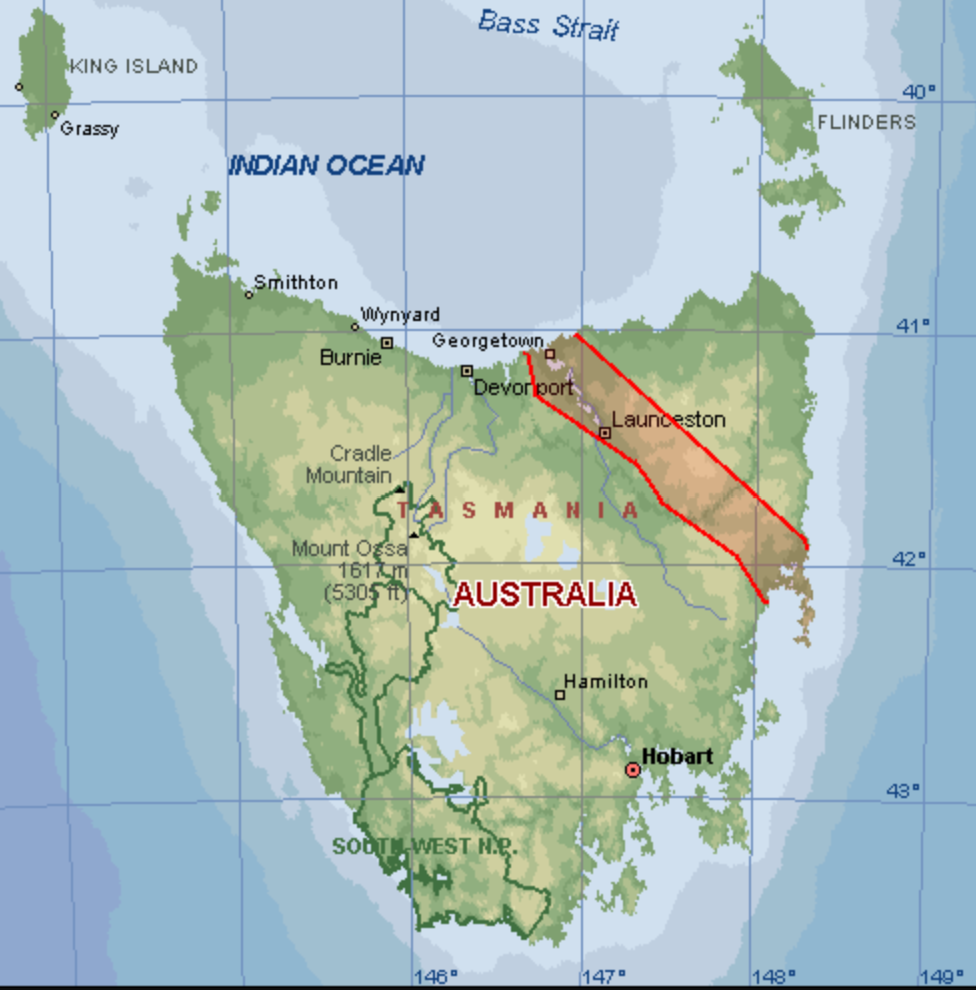 Bass Strait
KING ISLAND
40°
Grassy
FLINDERS
INDIAN OCEAN
Smithton
Wynyard
41°
Georgetown
Burnie
Devonport
Launceston
Cradle
Mountain
TASMANIA
Mount Ossa
1617 m
(5305 ft)
42°
AUSTRALIA
Hamilton
Hobart
43°
SOUTH-WEST N.P.
146°
147°
148°
149°